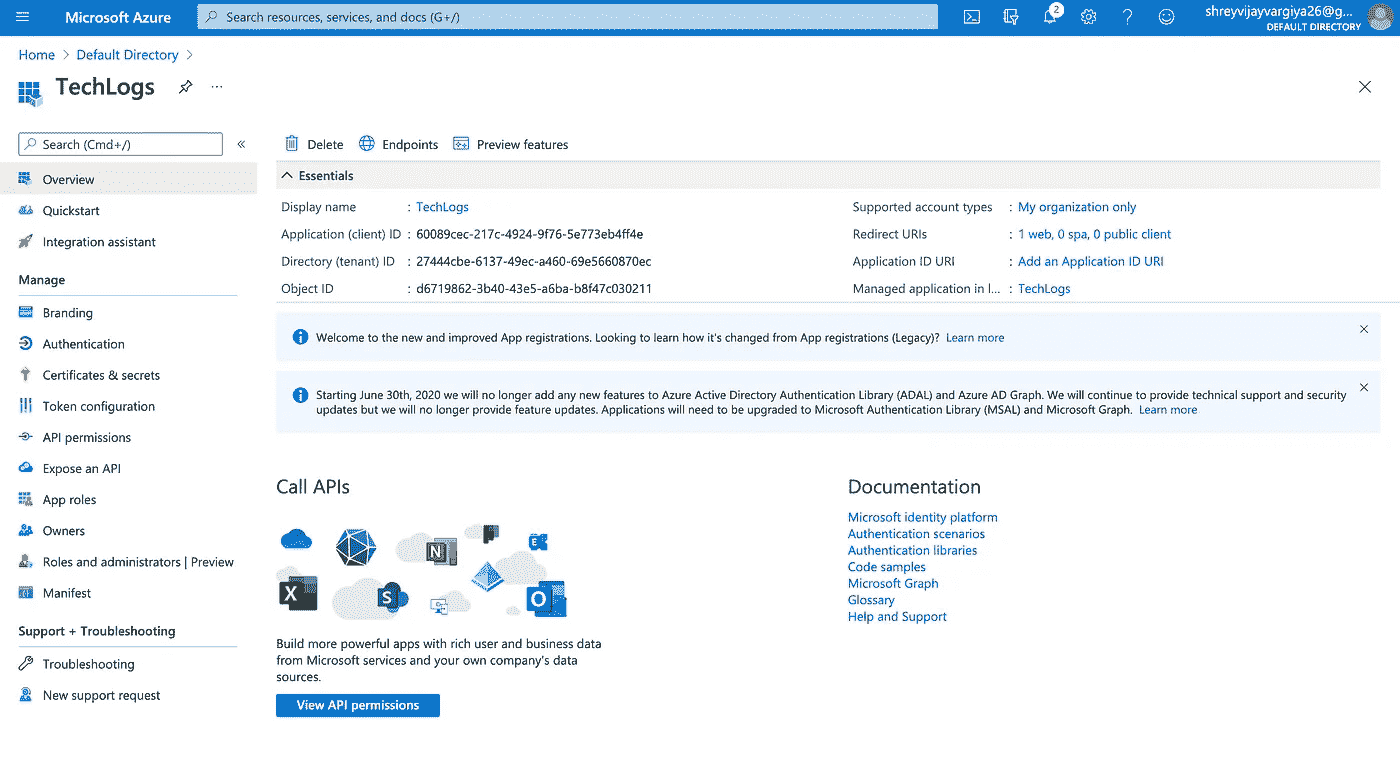 Microsoft Azure
Search resources, services, and docs (G+/)
2
shreyvijayvargiya26@g...
DEFAULT DIRECTORY
Home > Default Directory >
TechLogs
Search (Cmd+/)
«
Overview
Quickstart
Integration assistant
Manage
Branding
Authentication
Certificates & secrets
Token configuration
API permissions
Expose an API
App roles
Owners
Roles and administrators | Preview
Manifest
Support + Troubleshooting
Troubleshooting
New support request
Delete Endpoints Preview features
Essentials
Display name : TechLogs
Application (client) ID : 60089cec-217c-4924-9f76-5e773eb4ff4e
Directory (tenant) ID : 27444cbe-6137-49ec-a460-69e5660870ec
Object ID : d6719862-3b40-43e5-a6ba-b8f47c030211
Supported account types : My organization only
Redirect URIs : 1 web, 0 spa, 0 public client
Application ID URI : Add an Application ID URI
Managed application in l... : TechLogs
Welcome to the new and improved App registrations. Looking to learn how it's changed from App registrations (Legacy)? Learn more
Starting June 30th, 2020 we will no longer add any new features to Azure Active Directory Authentication Library (ADAL) and Azure AD Graph. We will continue to provide technical support and security
updates but we will no longer provide feature updates. Applications will need to be upgraded to Microsoft Authentication Library (MSAL) and Microsoft Graph. Learn more
Call APIs
N
E
X
S
O
Build more powerful apps with rich user and business data
from Microsoft services and your own company's data
sources.
View API permissions
Documentation
Microsoft identity platform
Authentication scenarios
Authentication libraries
Code samples
Microsoft Graph
Glossary
Help and Support